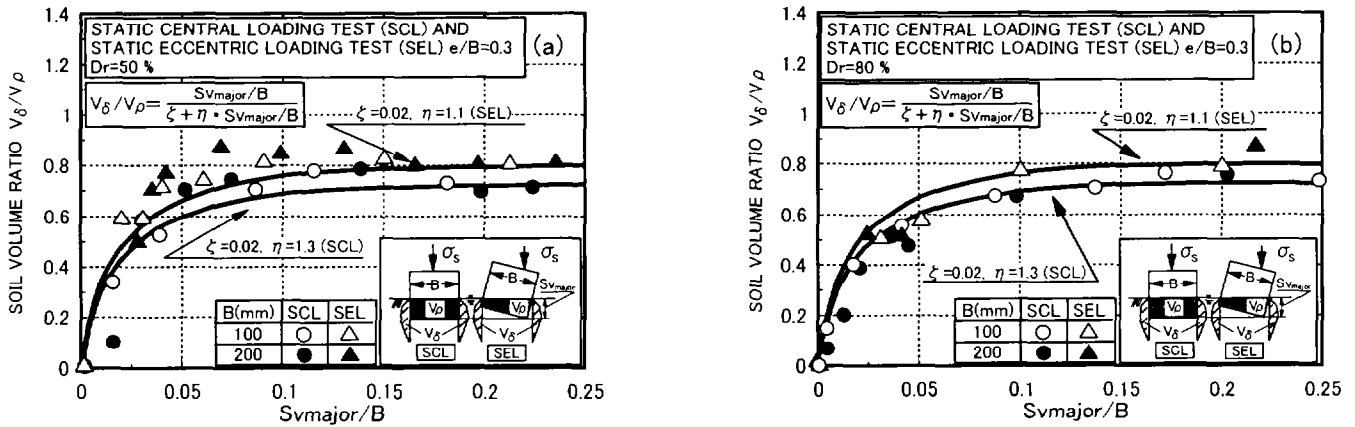 STATIC CENTRAL LOADING TEST (SCL) AND
STATIC ECCENTRIC LOADING TEST (SEL) e/B=0.3
Dr=50 %
(a)
Vδ/Vρ= Svmajor/B
ζ+η・Svmajor/B
ζ=0.02, η=1.1 (SEL)
ζ=0.02, η=1.3 (SCL)
SOIL VOLUME RATIO Vδ/Vρ
1.4
1.2
1
0.8
0.6
0.4
0.2
0
σs σs
B B
Svmajor
Vρ Vρ
Vδ Vδ
SCL SEL
B(mm) SCL SEL
100 ○ △
200 ● ▲
0 0.05 0.1 0.15 0.2 0.25
Svmajor/B
STATIC CENTRAL LOADING TEST (SCL) AND
STATIC ECCENTRIC LOADING TEST (SEL) e/B=0.3
Dr=80 %
(b)
Vδ/Vρ= Svmajor/B
ζ+η・Svmajor/B
ζ=0.02, η=1.1 (SEL)
ζ=0.02, η=1.3 (SCL)
SOIL VOLUME RATIO Vδ/Vρ
1.4
1.2
1
0.8
0.6
0.4
0.2
0
σs σs
B B
Svmajor
Vρ Vρ
Vδ Vδ
SCL SEL
B(mm) SCL SEL
100 ○ △
200 ● ▲
0 0.05 0.1 0.15 0.2 0.25
Svmajor/B